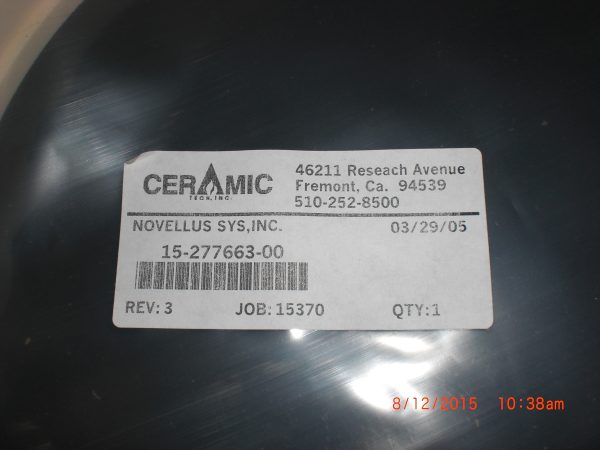 CERAMIC
TECH, INC.
46211 Reseach Avenue
Fremont, Ca. 94539
510-252-8500
NOVELLUS SYS,INC.
03/29/05
15-277663-00
REV: 3 JOB: 15370 QTY: 1
8/12/2015 10:38am